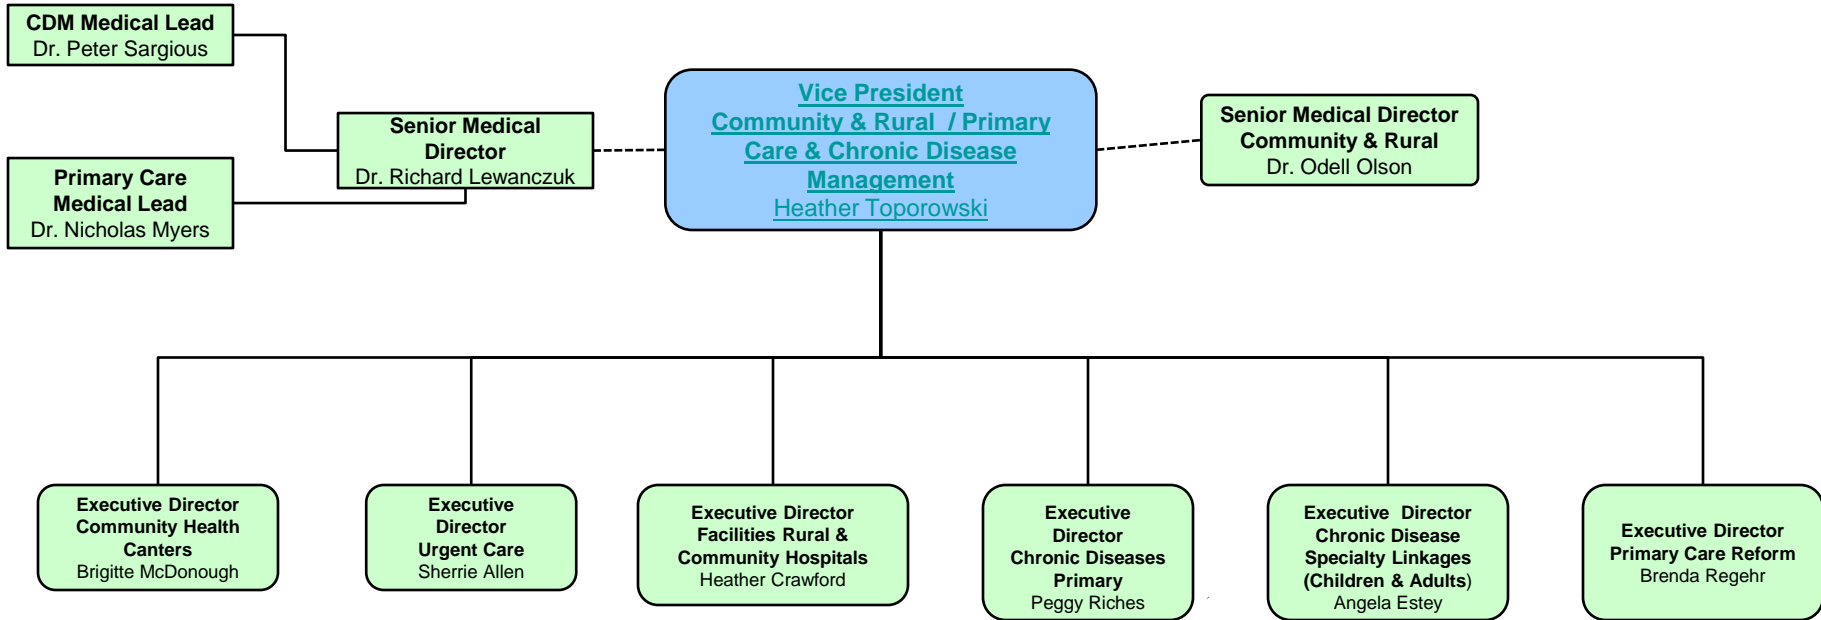 CDM Medical Lead
Dr. Peter Sargious
Primary Care
Medical Lead
Dr. Nicholas Myers
Senior Medical
Director
Dr. Richard Lewanczuk
Vice President
Community & Rural / Primary
Care & Chronic Disease
Management
Heather Toporowski
Senior Medical Director
Community & Rural
Dr. Odell Olson
Executive Director
Community Health
Canters
Brigitte McDonough
Executive
Director
Urgent Care
Sherrie Allen
Executive Director
Facilities Rural &
Community Hospitals
Heather Crawford
Executive
Director
Chronic Diseases
Primary
Peggy Riches
Executive Director
Chronic Disease
Specialty Linkages
(Children & Adults)
Angela Estey
Executive Director
Primary Care Reform
Brenda Regehr